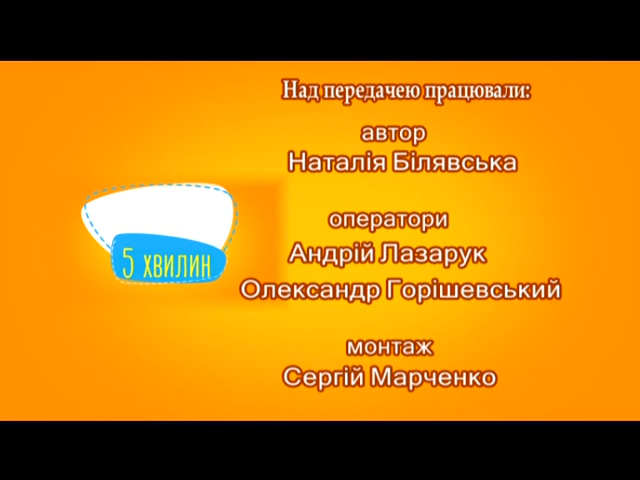 Над передачею працювали:
автор
Наталія Білявська
оператори
Андрій Лазарук
Олександр Горішевський
5 хвилин
монтаж
Сергій Марченко